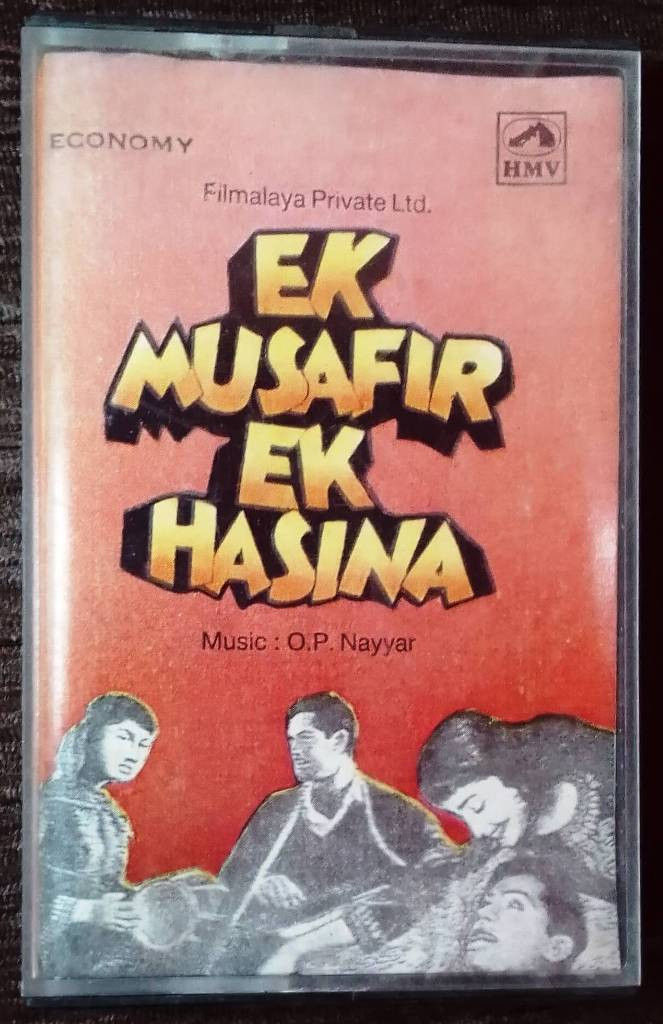 ECONOMY
HMV
Filmalaya Private Ltd.
EK
MUSAFIR
EK
HASINA
Music : O.P. Nayyar